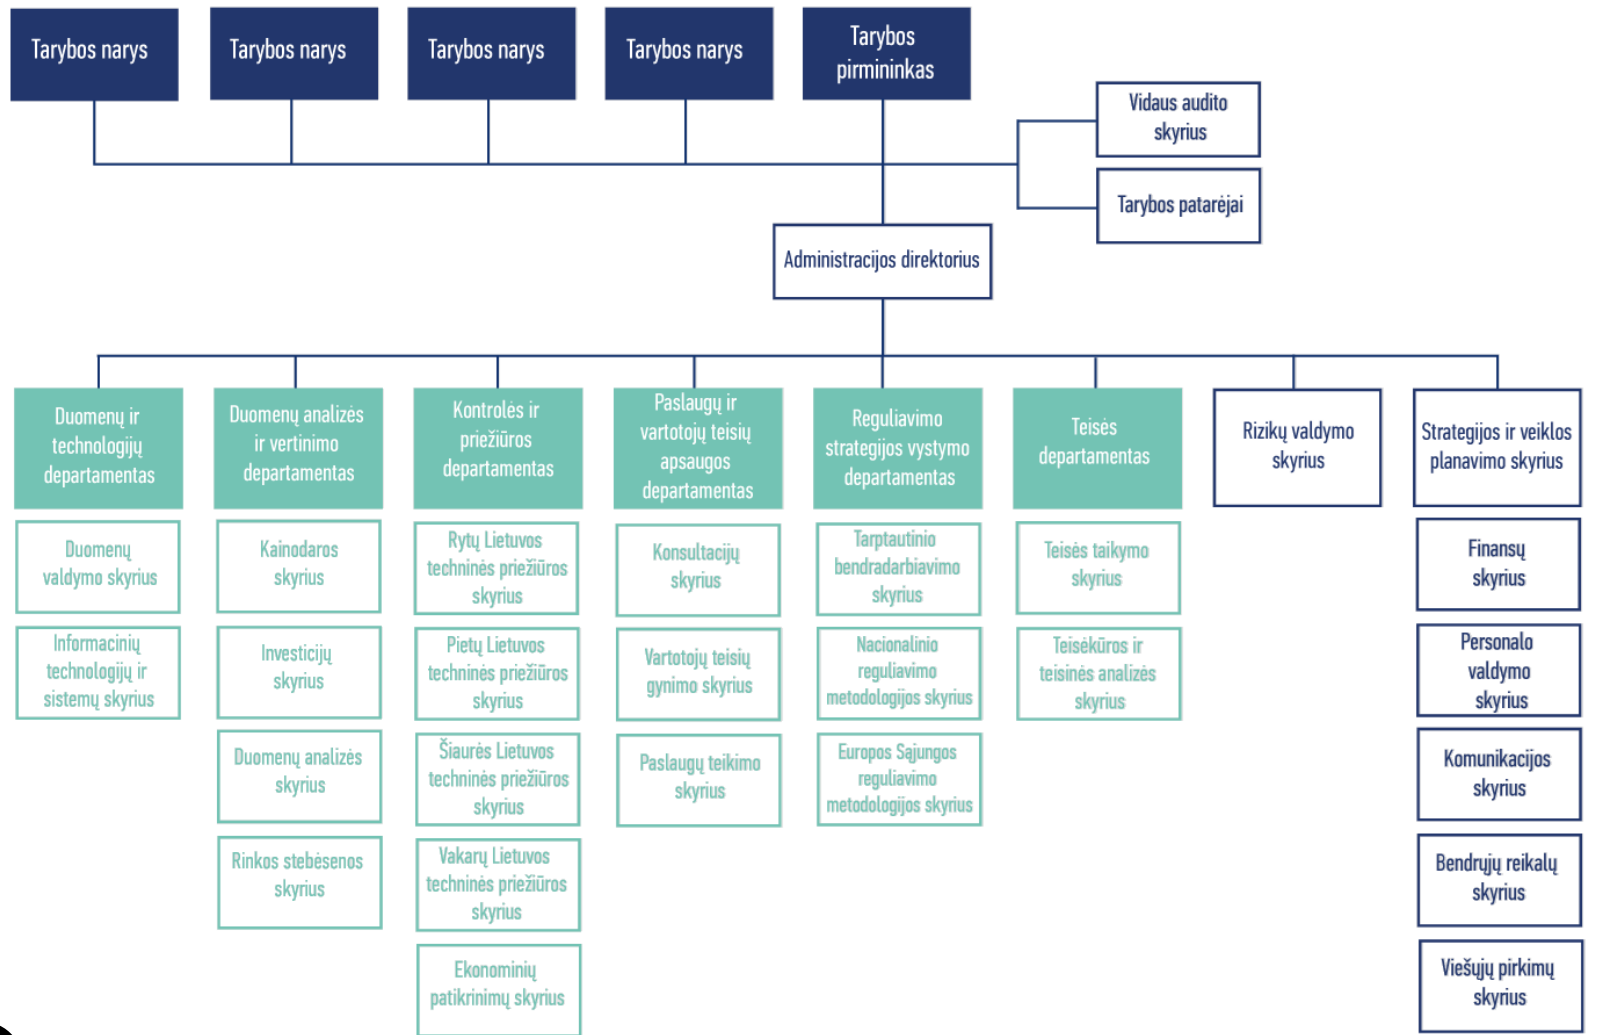 Tarybos narys
Tarybos narys
Tarybos narys
Tarybos narys
Tarybos
pirmininkas
Vidaus audito
skyrius
Tarybos patarėjai
Administracijos direktorius
Duomenų ir
technologijų
departamentas
Duomenų valdymo skyrius
Informacinių
technologijų ir
sistemų skyrius
Duomenų analizės
ir vertinimo
departamentas
Kainodaros
skyrius
Investicijų
skyrius
Duomenų analizės
skyrius
Rinkos stebėsenos
skyrius
Kontrolės ir
priežiūros
departamentas
Rytų Lietuvos
techninės priežiūros
skyrius
Pietų Lietuvos
techninės priežiūros
skyrius
Šiaurės Lietuvos
techninės priežiūros
skyrius
Vakarų Lietuvos
techninės priežiūros
skyrius
Ekonominių
patikrinimų skyrius
Paslaugų ir
vartotojų teisių
apsaugos
departamentas
Konsultacijų
skyrius
Vartotojų teisių
gynimo skyrius
Paslaugų teikimo
skyrius
Reguliavimo
strategijos vystymo
departamentas
Tarptautinio
bendradarbiavimo
skyrius
Nacionalinio
reguliavimo
metodologijos skyrius
Europos Sąjungos
reguliavimo
metodologijos skyrius
Teisės
departamentas
Teisės taikymo
skyrius
Teisėkūros ir
teisinės analizės
skyrius
Rizikų valdymo
skyrius
Strategijos ir veiklos
planavimo skyrius
Finansų
skyrius
Personalo
valdymo
skyrius
Komunikacijos
skyrius
Bendrųjų reikalų
skyrius
Viešųjų pirkimų
skyrius